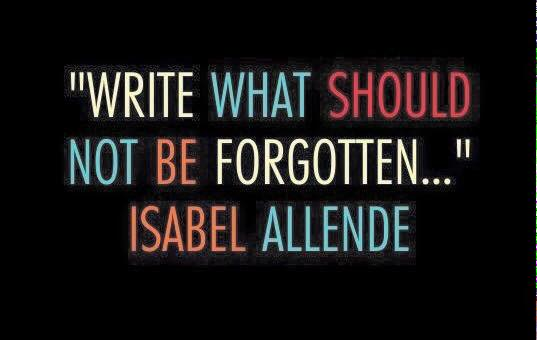 "WRITE WHAT SHOULD
NOT BE FORGOTTEN..."
ISABEL ALLENDE